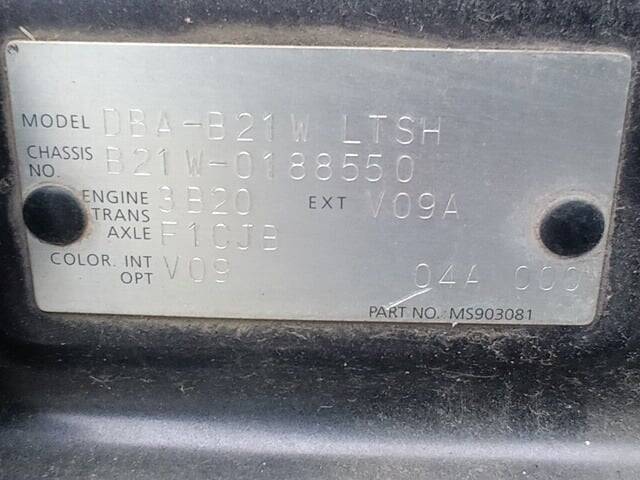 MODEL DBA-B21W LTSH
CHASSIS NO. B21W-0188550
ENGINE 3B20 EXT V09A
TRANS AXLE F1CJB
COLOR. INT OPT V09 04A 000
PART NO. MS903081